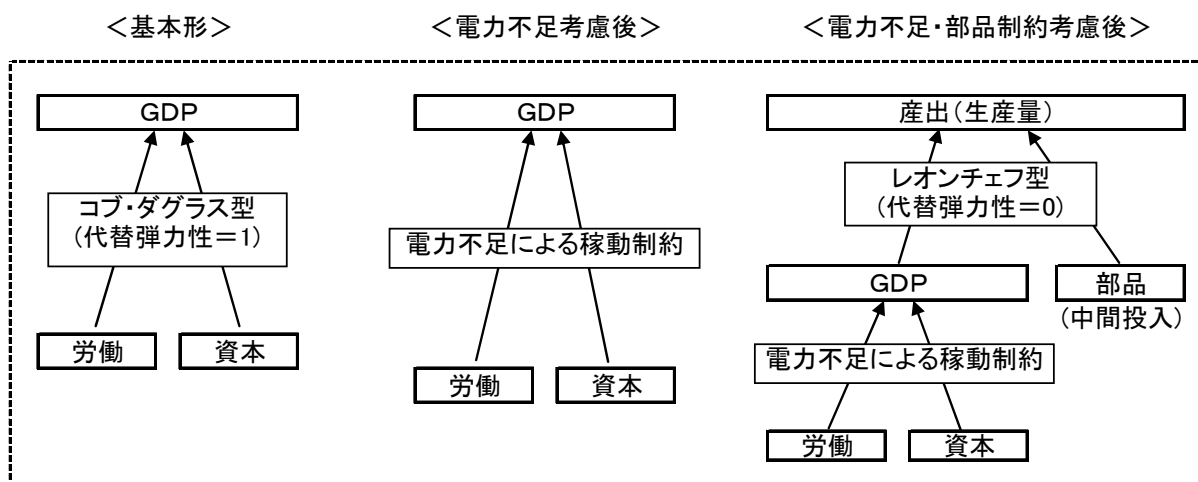 ＜基本形＞
＜電力不足考慮後＞
＜電力不足・部品制約考慮後＞
ＧＤＰ
コブ・ダグラス型
（代替弾力性＝1）
労働
資本
ＧＤＰ
電力不足による稼動制約
労働
資本
産出（生産量）
レオンチェフ型
（代替弾力性＝0）
ＧＤＰ
部品
（中間投入）
電力不足による稼動制約
労働
資本